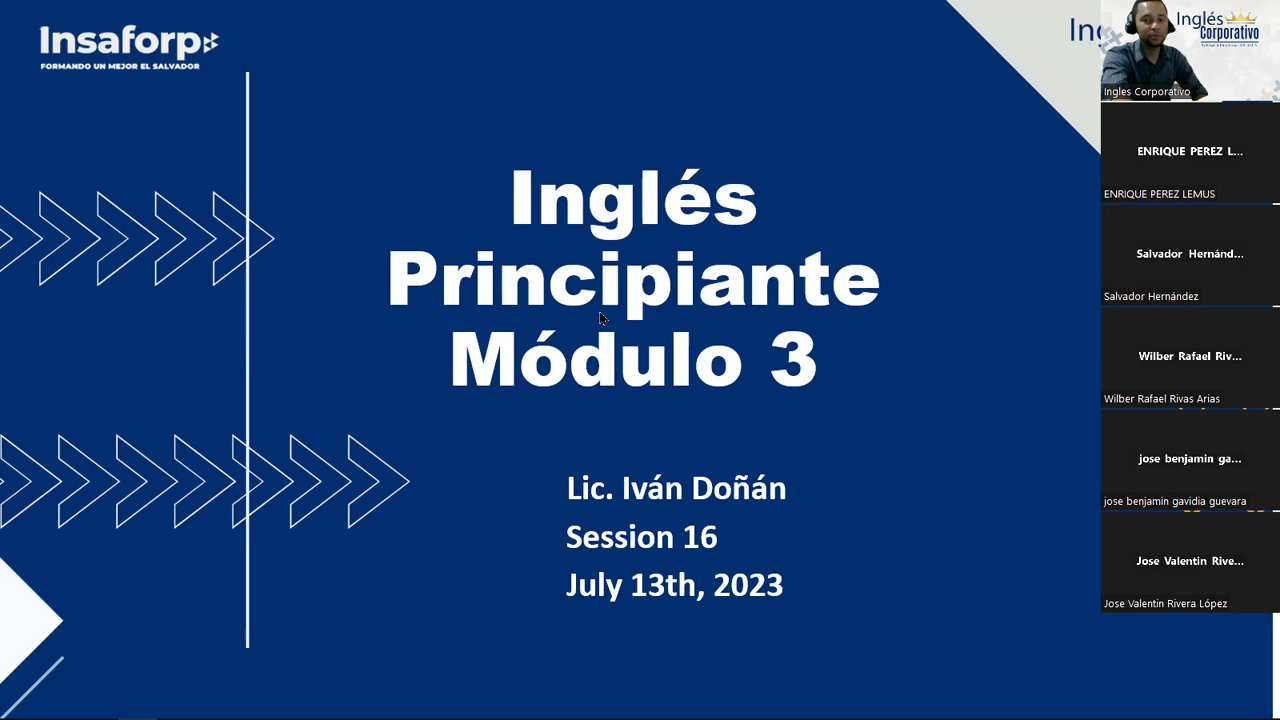 Insaforp
FORMANDO UN MEJOR EL SALVADOR
Inglés
Principiante
Módulo 3
Lic. Iván Doñán
Session 16
July 13th, 2023
Ing
Inglés
Corporativo
Ingles Corporativo
ENRIQUE PEREZ L...
ENRIQUE PEREZ LEMUS
Salvador Hernánd...
Salvador Hernández
Wilber Rafael Riv...
Wilber Rafael Rivas Arias
jose benjamin ga...
jose benjamin gavidia guevara
Jose Valentin Rive...
Jose Valentin Rivera López